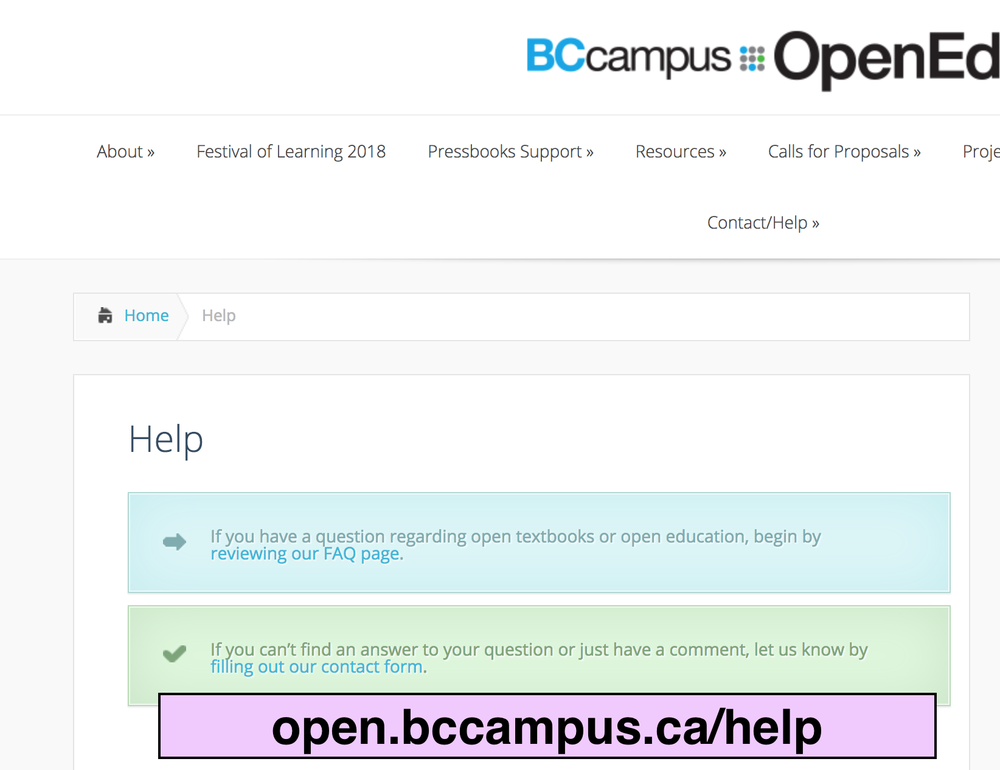 BCcampus OpenEd
About » Festival of Learning 2018 Pressbooks Support » Resources » Calls for Proposals » Proje
Contact/Help »
Home Help
Help
If you have a question regarding open textbooks or open education, begin by
reviewing our FAQ page.
If you can’t find an answer to your question or just have a comment, let us know by
filling out our contact form.
open.bccampus.ca/help